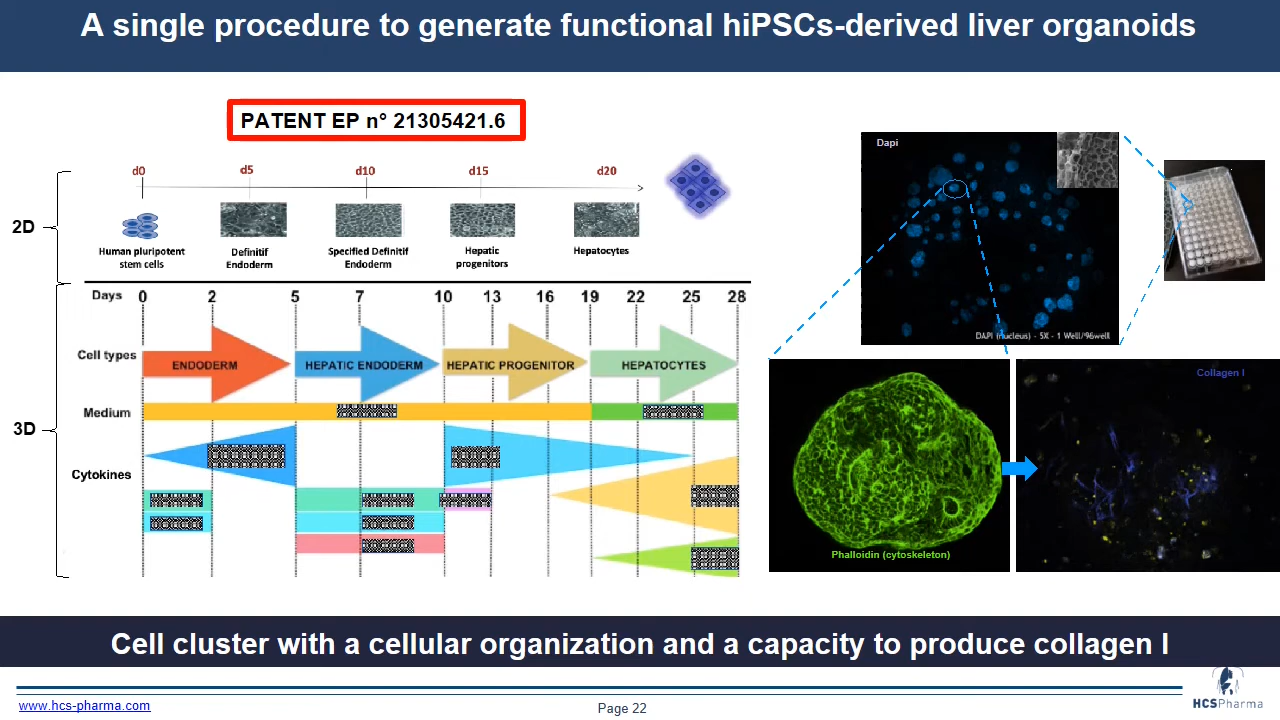 A single procedure to generate functional hiPSCs-derived liver organoids
PATENT EP n° 21305421.6
d0 d5 d10 d15 d20
2D
Human pluripotent
stem cells
Definitif
Endoderm
Specified Definitif
Endoderm
Hepatic
progenitors
Hepatocytes
Days 0 2 5 7 10 13 16 19 22 25 28
Cell types
ENDODERM
HEPATIC ENDODERM
HEPATIC PROGENITOR
HEPATOCYTES
Medium
3D
Cytokines
Dapi
DAPI (nucleus) - 5X - 1 Well/96well
Phalloidin (cytoskeleton)
Collagen I
Cell cluster with a cellular organization and a capacity to produce collagen I
www.hcs-pharma.com
Page 22
HCSPharma